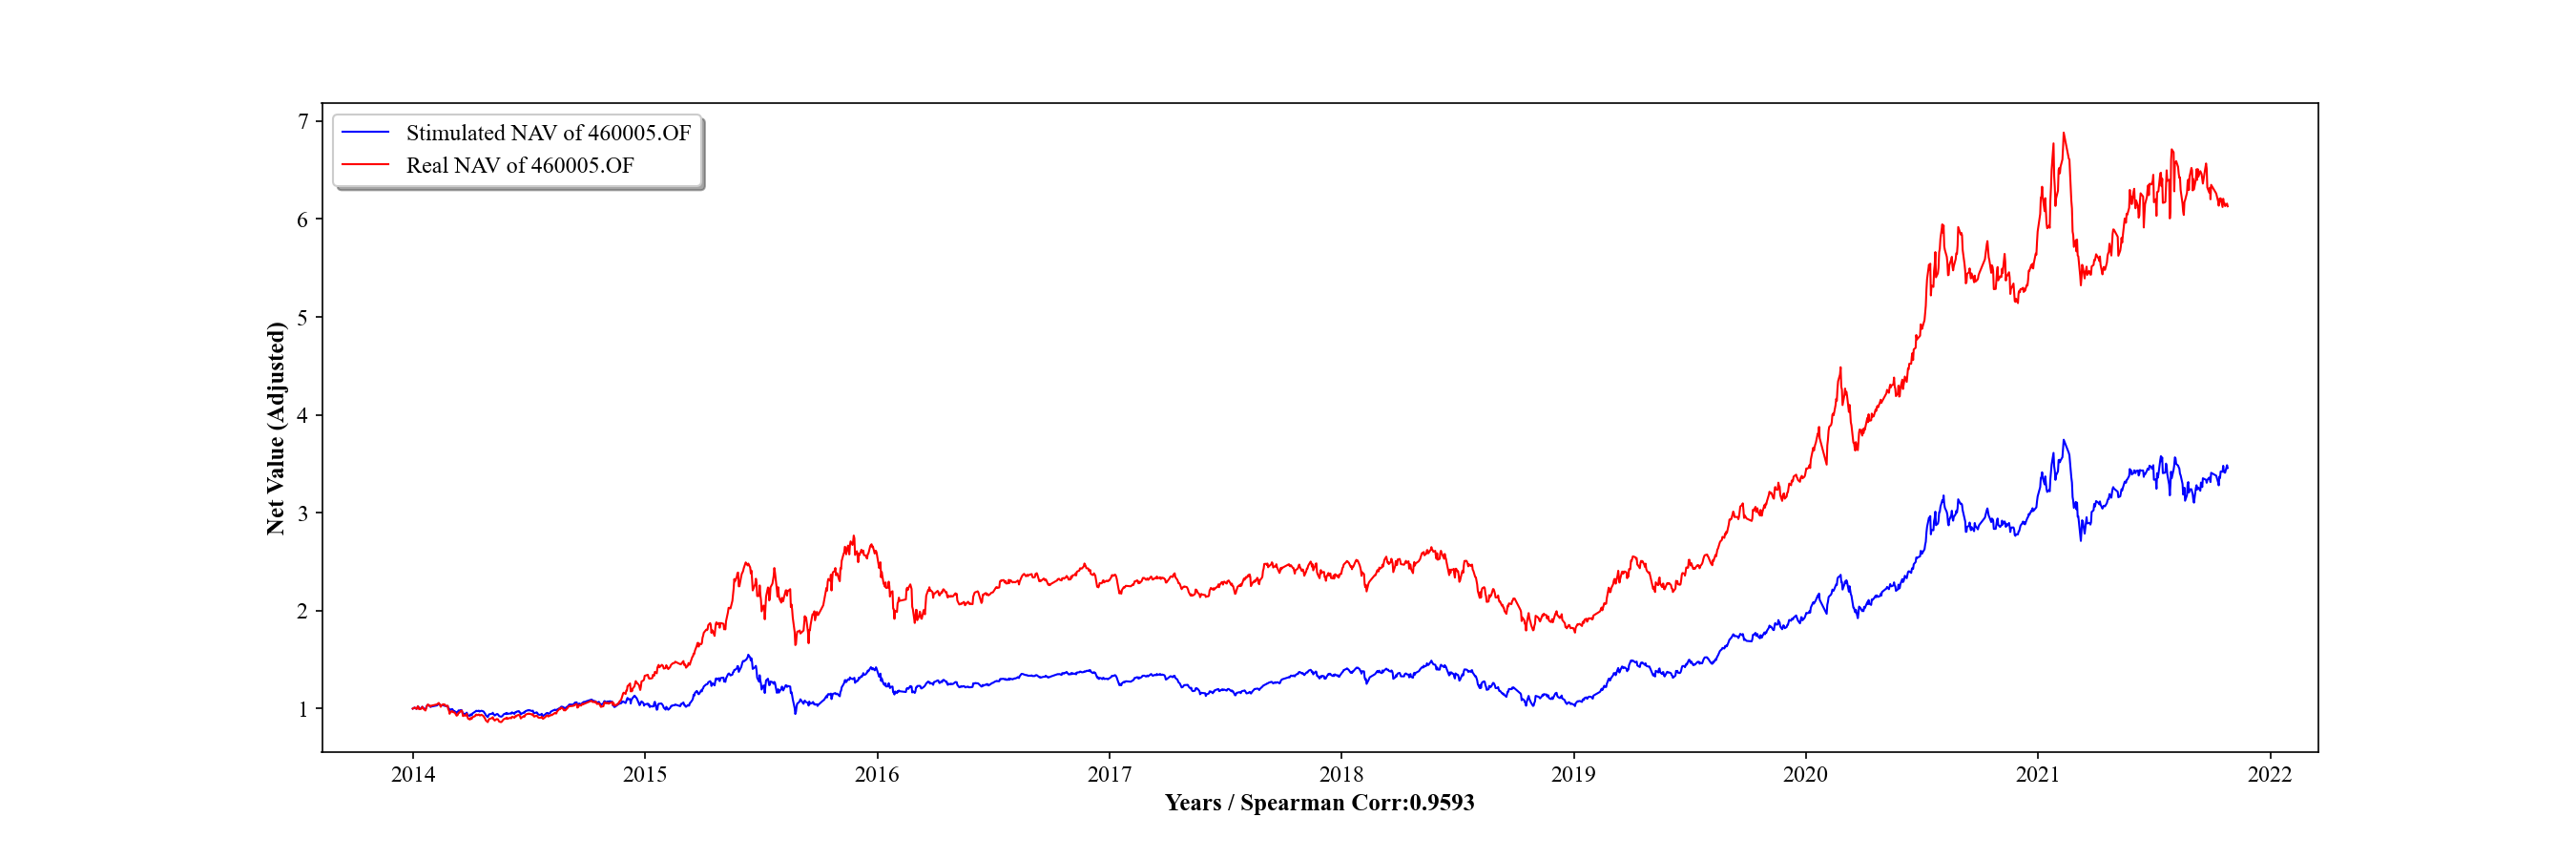 Stimulated NAV of 460005.OF
Real NAV of 460005.OF
Net Value (Adjusted)
7
6
5
4
3
2
1
2014 2015 2016 2017 2018 2019 2020 2021 2022
Years / Spearman Corr:0.9593